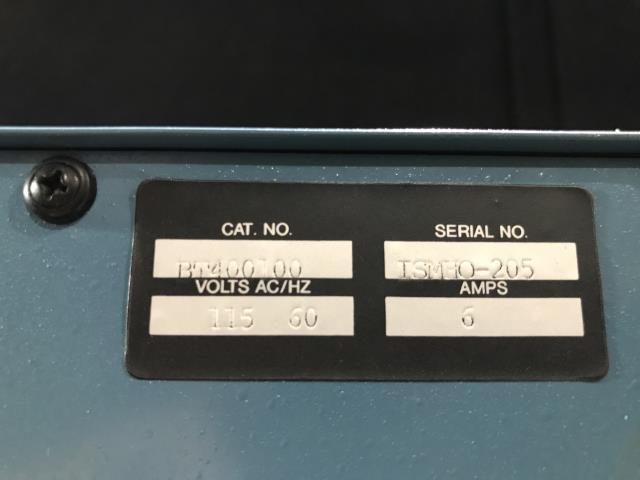 CAT. NO. SERIAL NO.
BT400100
VOLTS AC/HZ AMPS
115 60 6